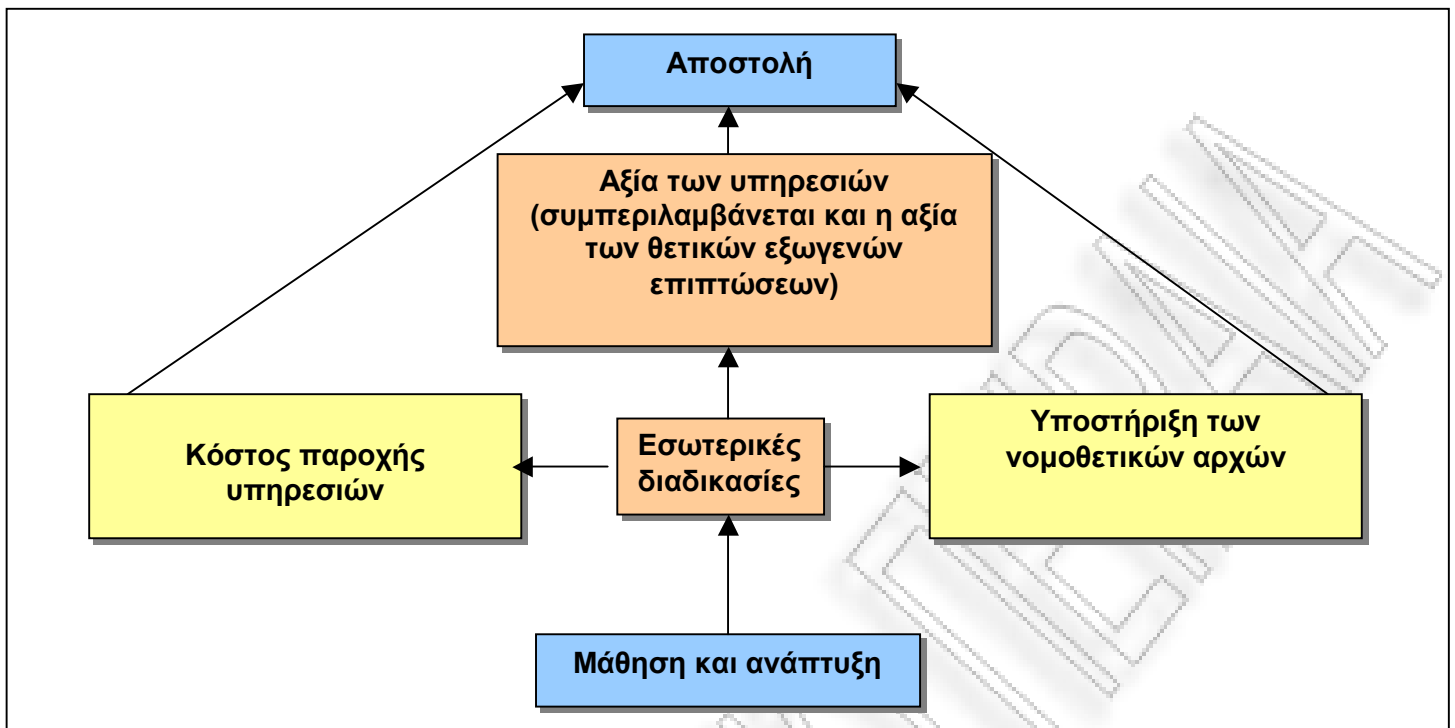 Αποστολή
Αξία των υπηρεσιών
(συμπεριλαμβάνεται και η αξία
των θετικών εξωγενών
επιπτώσεων)
Κόστος παροχής
υπηρεσιών
Εσωτερικές
διαδικασίες
Υποστήριξη των
νομοθετικών αρχών
Μάθηση και ανάπτυξη